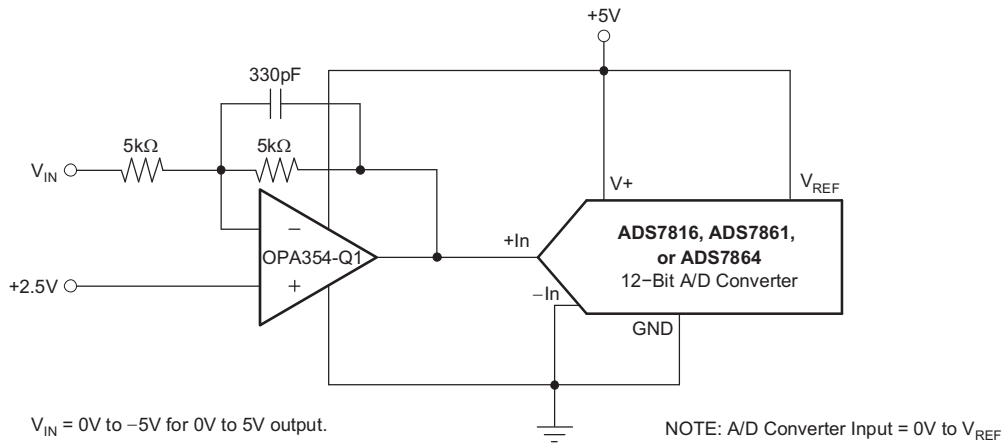 +5V
330pF
5kΩ
5kΩ
V_IN
V+
V_REF
−
OPA354-Q1
+
+2.5V
+In
ADS7816, ADS7861,
or ADS7864
12−Bit A/D Converter
−In
GND
V_IN = 0V to −5V for 0V to 5V output.
NOTE: A/D Converter Input = 0V to V_REF